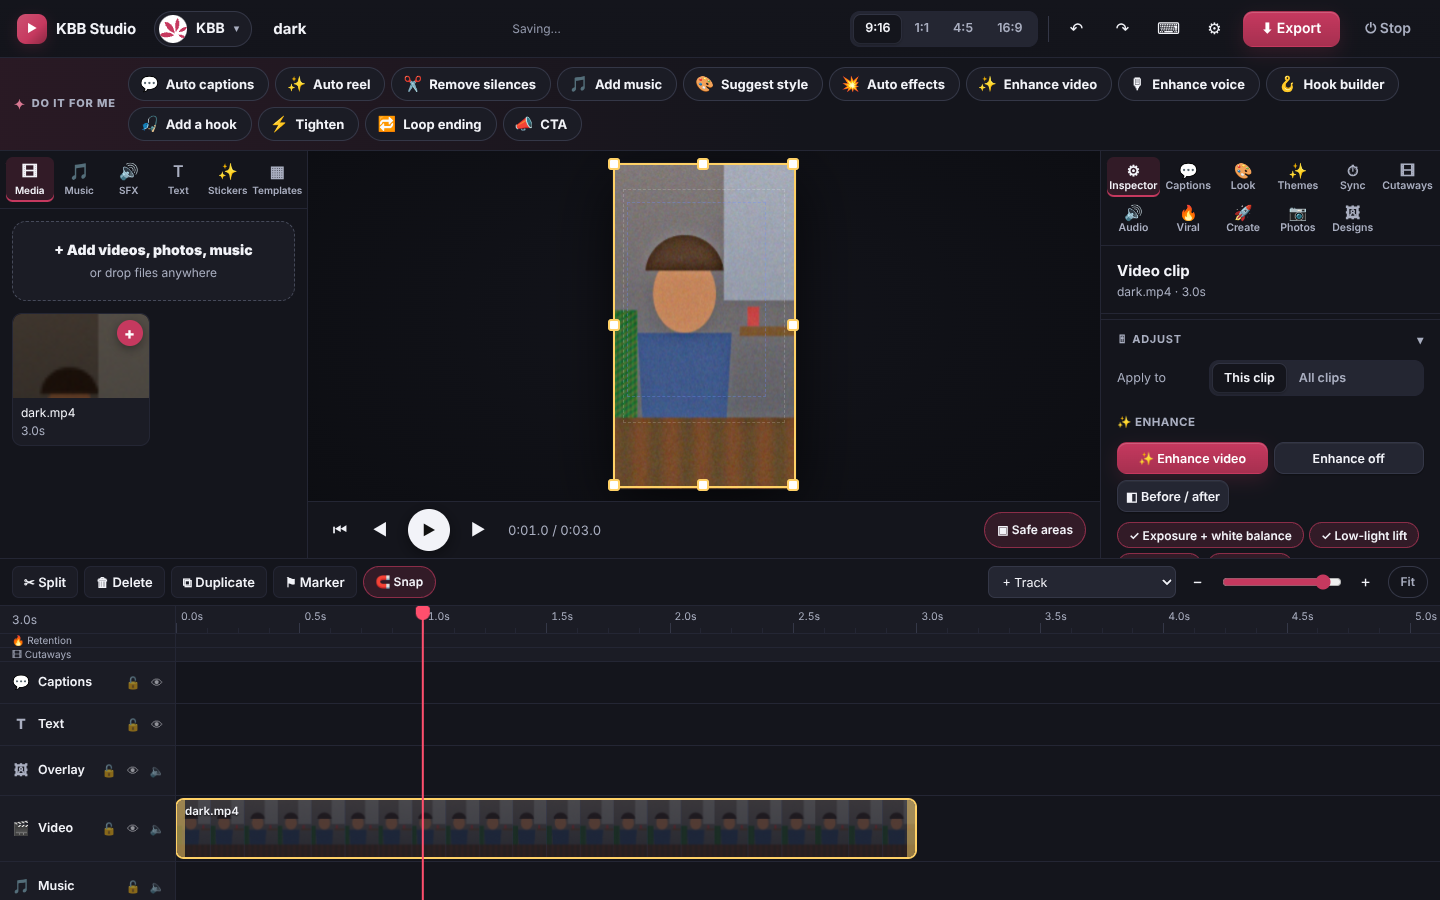 KBB Studio
KBB
dark
Saving...
9:16 1:1 4:5 16:9
Export
Stop
DO IT FOR ME
Auto captions
Auto reel
Remove silences
Add music
Suggest style
Auto effects
Enhance video
Enhance voice
Hook builder
Add a hook
Tighten
Loop ending
CTA
Media Music SFX Text Stickers Templates
+ Add videos, photos, music
or drop files anywhere
dark.mp4
3.0s
0:01.0 / 0:03.0
Safe areas
Inspector Captions Look Themes Sync Cutaways
Audio Viral Create Photos Designs
Video clip
dark.mp4 · 3.0s
ADJUST
Apply to This clip All clips
ENHANCE
Enhance video Enhance off
Before / after
✓ Exposure + white balance ✓ Low-light lift
Split Delete Duplicate Marker Snap
+ Track
− + Fit
3.0s
0.0s 0.5s 1.0s 1.5s 2.0s 2.5s 3.0s 3.5s 4.0s 4.5s 5.0s
Retention
Cutaways
Captions
Text
Overlay
Video
dark.mp4
Music